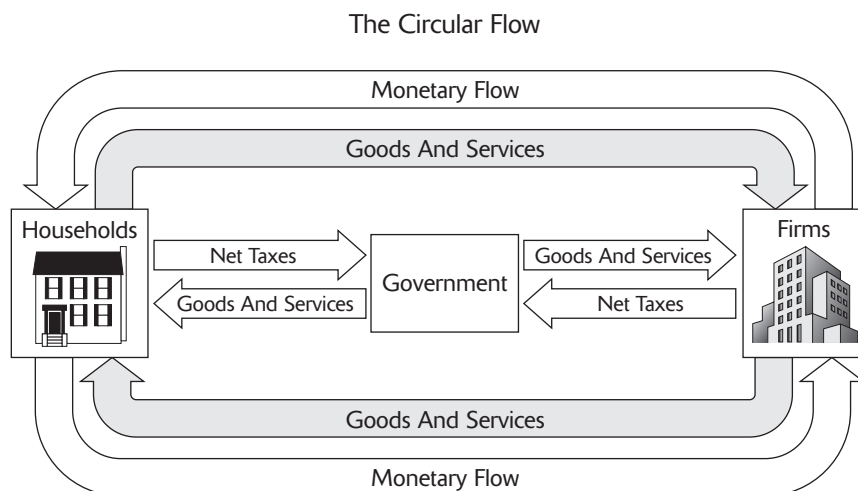 The Circular Flow
Monetary Flow
Goods And Services
Households
Firms
Net Taxes
Goods And Services
Government
Goods And Services
Net Taxes
Goods And Services
Monetary Flow